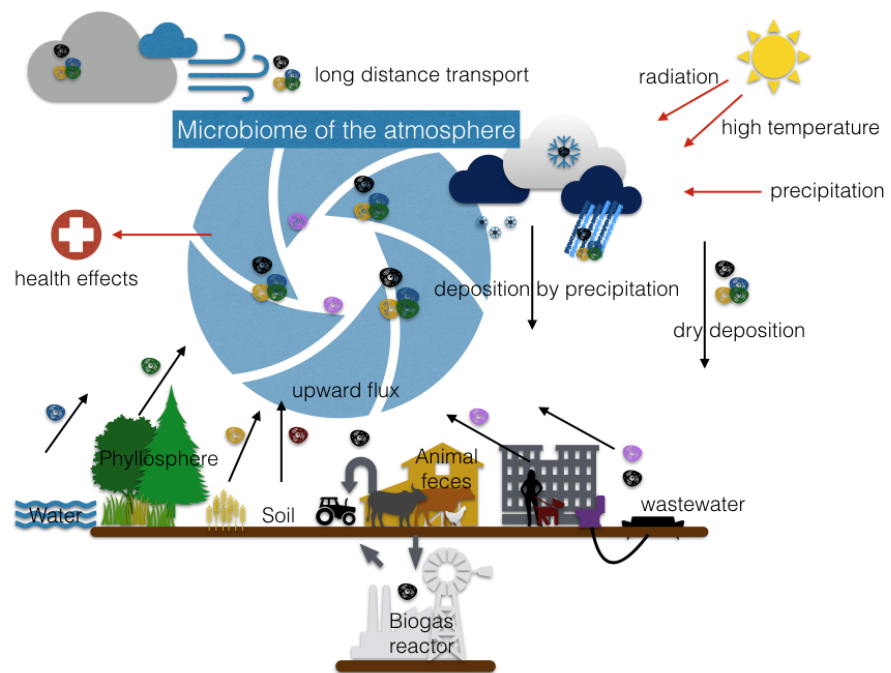 long distance transport
radiation
high temperature
Microbiome of the atmosphere
precipitation
health effects
deposition by precipitation
dry deposition
upward flux
Phyllosphere
Animal
feces
Water
Soil
wastewater
Biogas
reactor